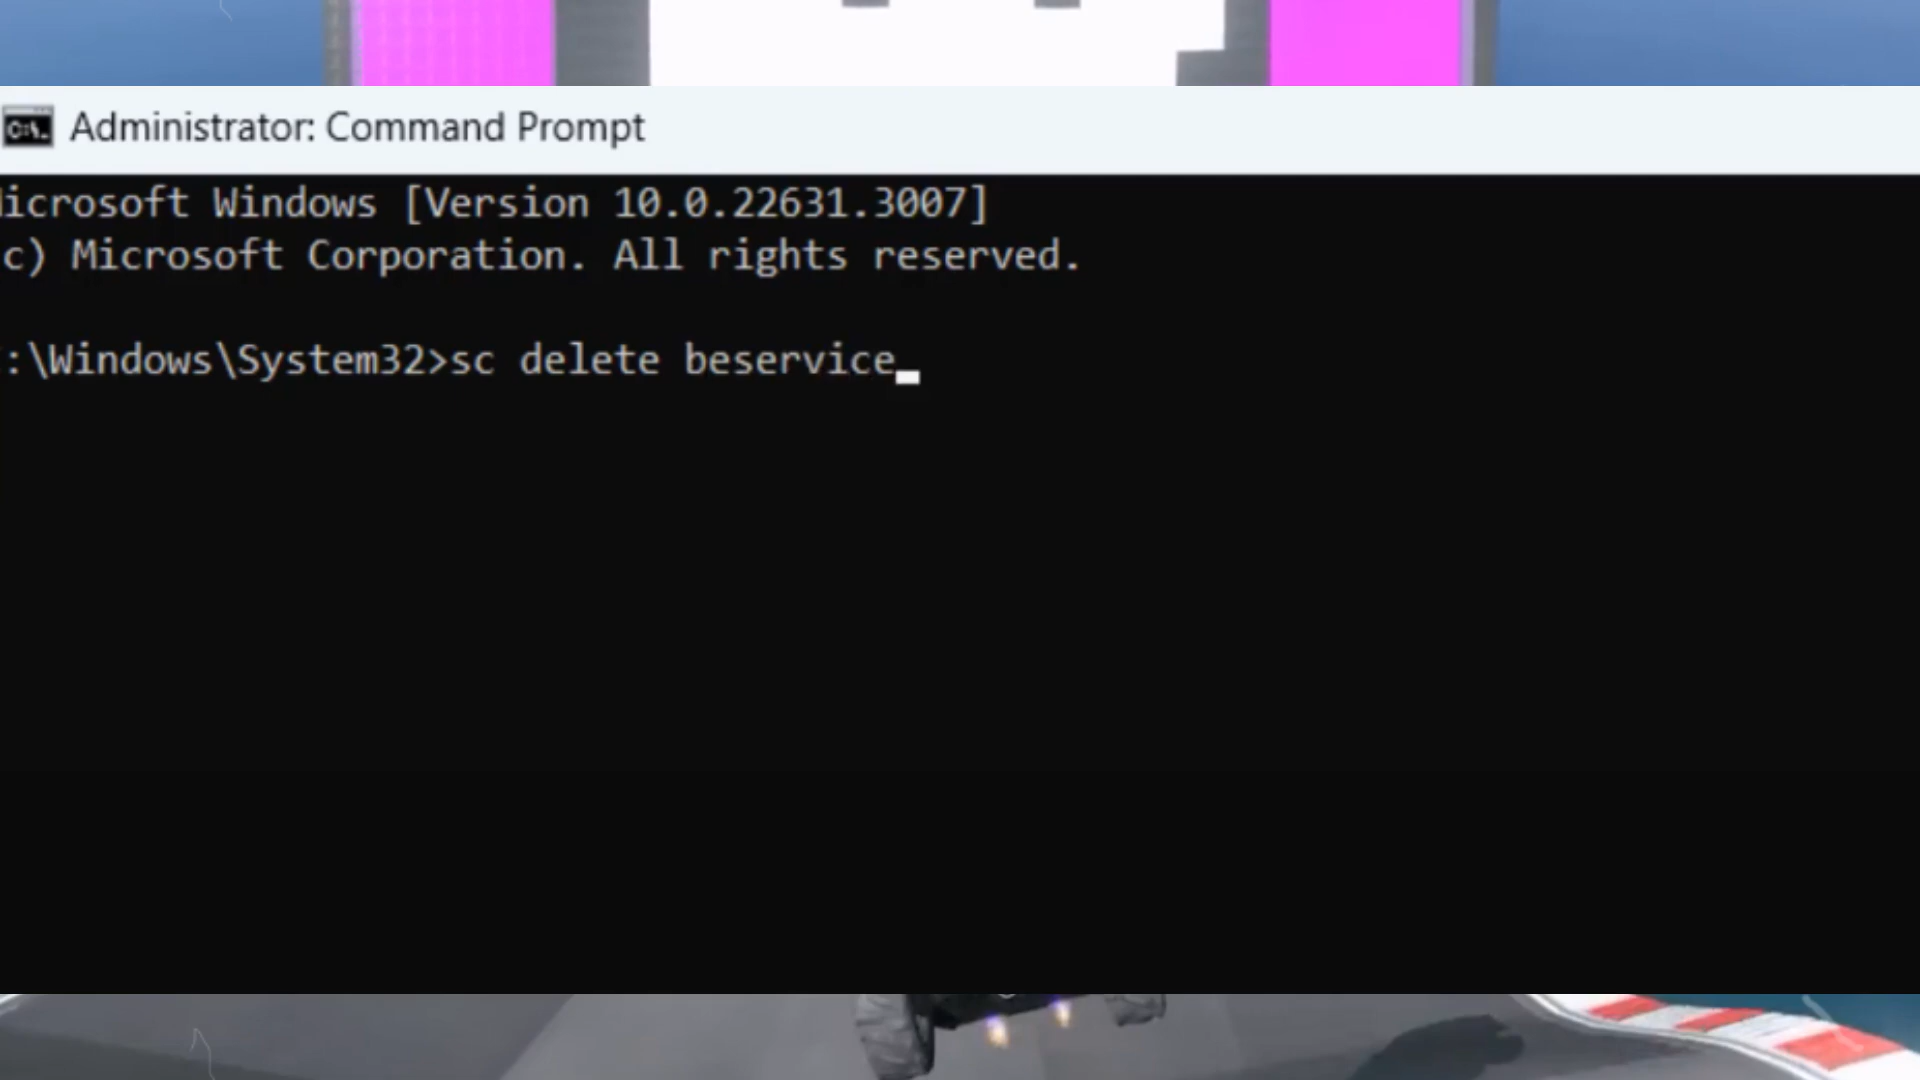 Administrator: Command Prompt
icrosoft Windows [Version 10.0.22631.3007]
c) Microsoft Corporation. All rights reserved.
:\Windows\System32>sc delete beservice